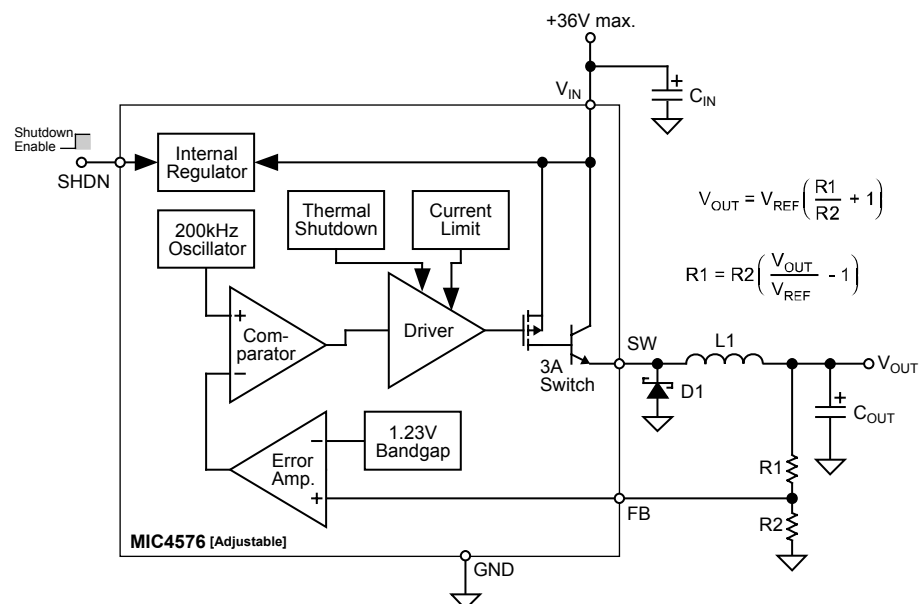 +36V max.
VIN
CIN
Shutdown
Enable
SHDN
Internal
Regulator
200kHz
Oscillator
Thermal
Shutdown
Current
Limit
VOUT = VREF ( R1 / R2 + 1 )
R1 = R2 ( VOUT / VREF - 1 )
+
Com-
parator
−
Driver
3A
Switch
SW
L1
VOUT
D1
+
COUT
1.23V
Bandgap
−
Error
Amp.
+
R1
FB
R2
MIC4576 [Adjustable]
GND